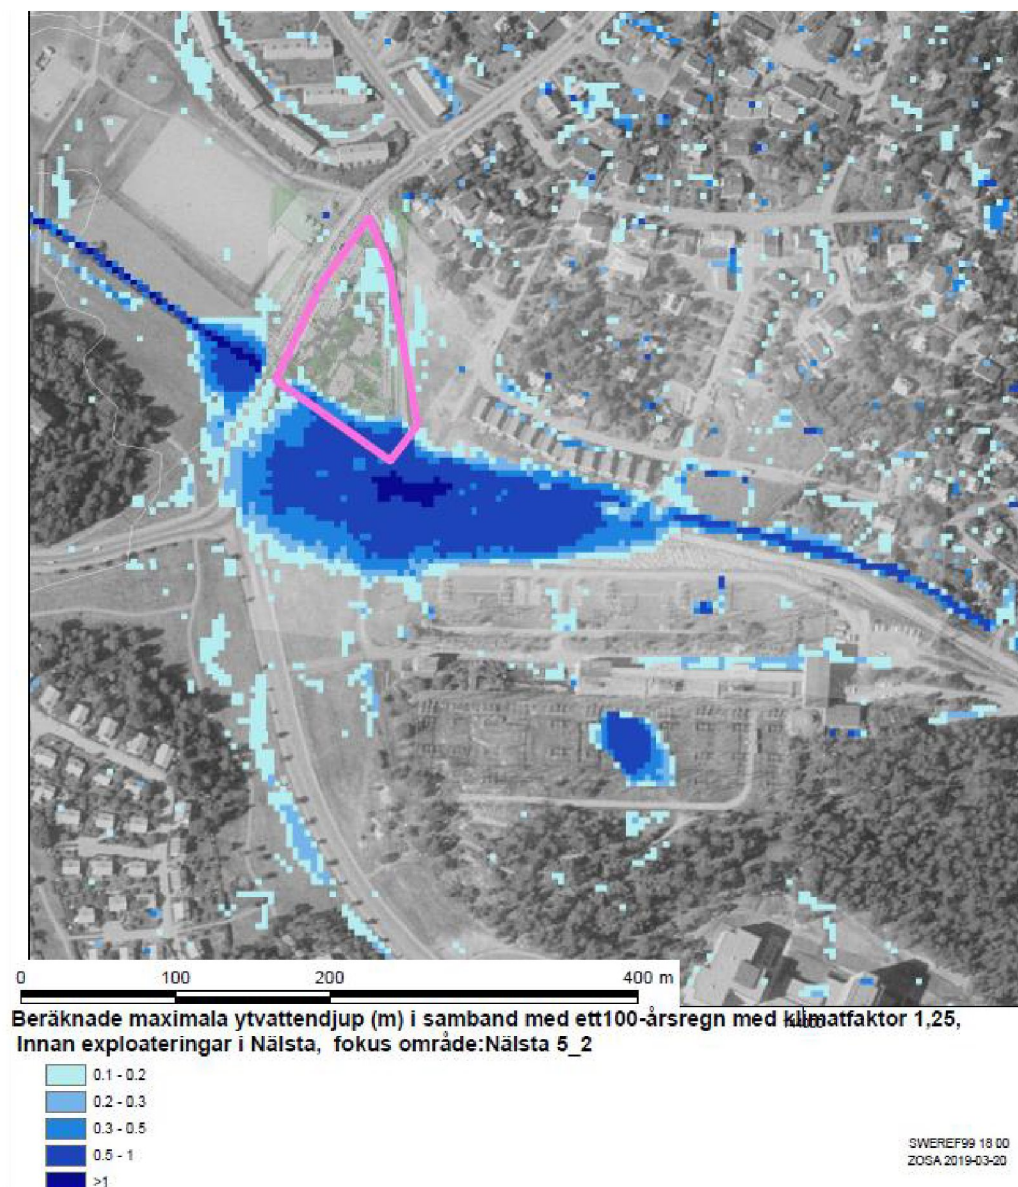 0 100 200 400 m
Beräknade maximala ytvattendjup (m) i samband med ett100-årsregn med klimatfaktor 1,25,
Innan exploateringar i Nälsta, fokus område:Nälsta 5_2
0.1 - 0.2
0.2 - 0.3
0.3 - 0.5
0.5 - 1
>1
SWEREF99 18 00
ZOSA 2019-03-20